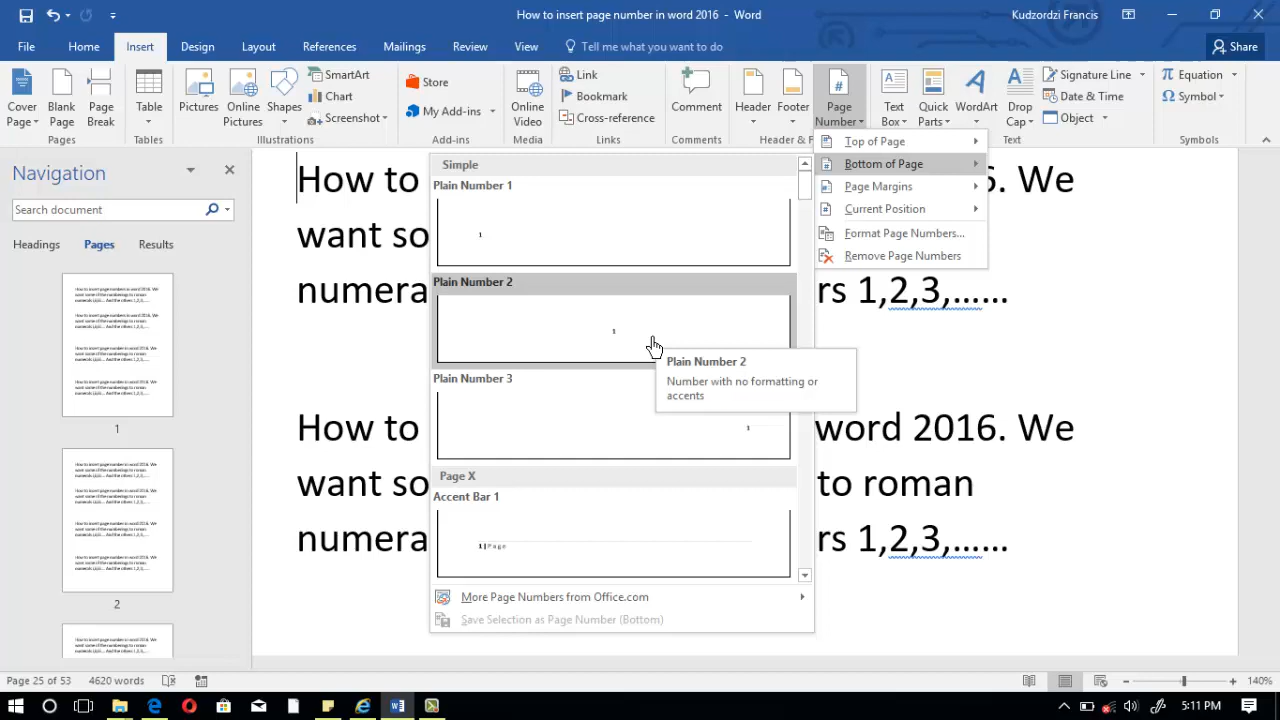 How to insert page number in word 2016 - Word
Kudzodzi Francis
File
Home
Insert
Design
Layout
References
Mailings
Review
View
Tell me what you want to do
Share
Cover
Page
Blank
Page
Page
Break
Pages
Table
Tables
Pictures
Online
Pictures
Shapes
SmartArt
Chart
Screenshot
Illustrations
Store
My Add-ins
Add-ins
Online
Video
Media
Link
Bookmark
Cross-reference
Links
Comment
Comments
Header
Footer
Page
Number
Header & F
Text
Box
Quick
Parts
WordArt
Drop
Cap
Signature Line
Date & Time
Object
Text
Equation
Symbol
Symbols
Top of Page
Bottom of Page
Page Margins
Current Position
Format Page Numbers...
Remove Page Numbers
Navigation
Search document
Headings
Pages
Results
1
2
Simple
Plain Number 1
1
Plain Number 2
1
Plain Number 2
Number with no formatting or
accents
Plain Number 3
1
Page X
Accent Bar 1
1 | Page
More Page Numbers from Office.com
Save Selection as Page Number (Bottom)
How to
6. We
want so
numera
rs 1,2,3,......
How to
word 2016. We
want so
to roman
numera
rs 1,2,3,......
Page 25 of 53
4620 words
140%
5:11 PM